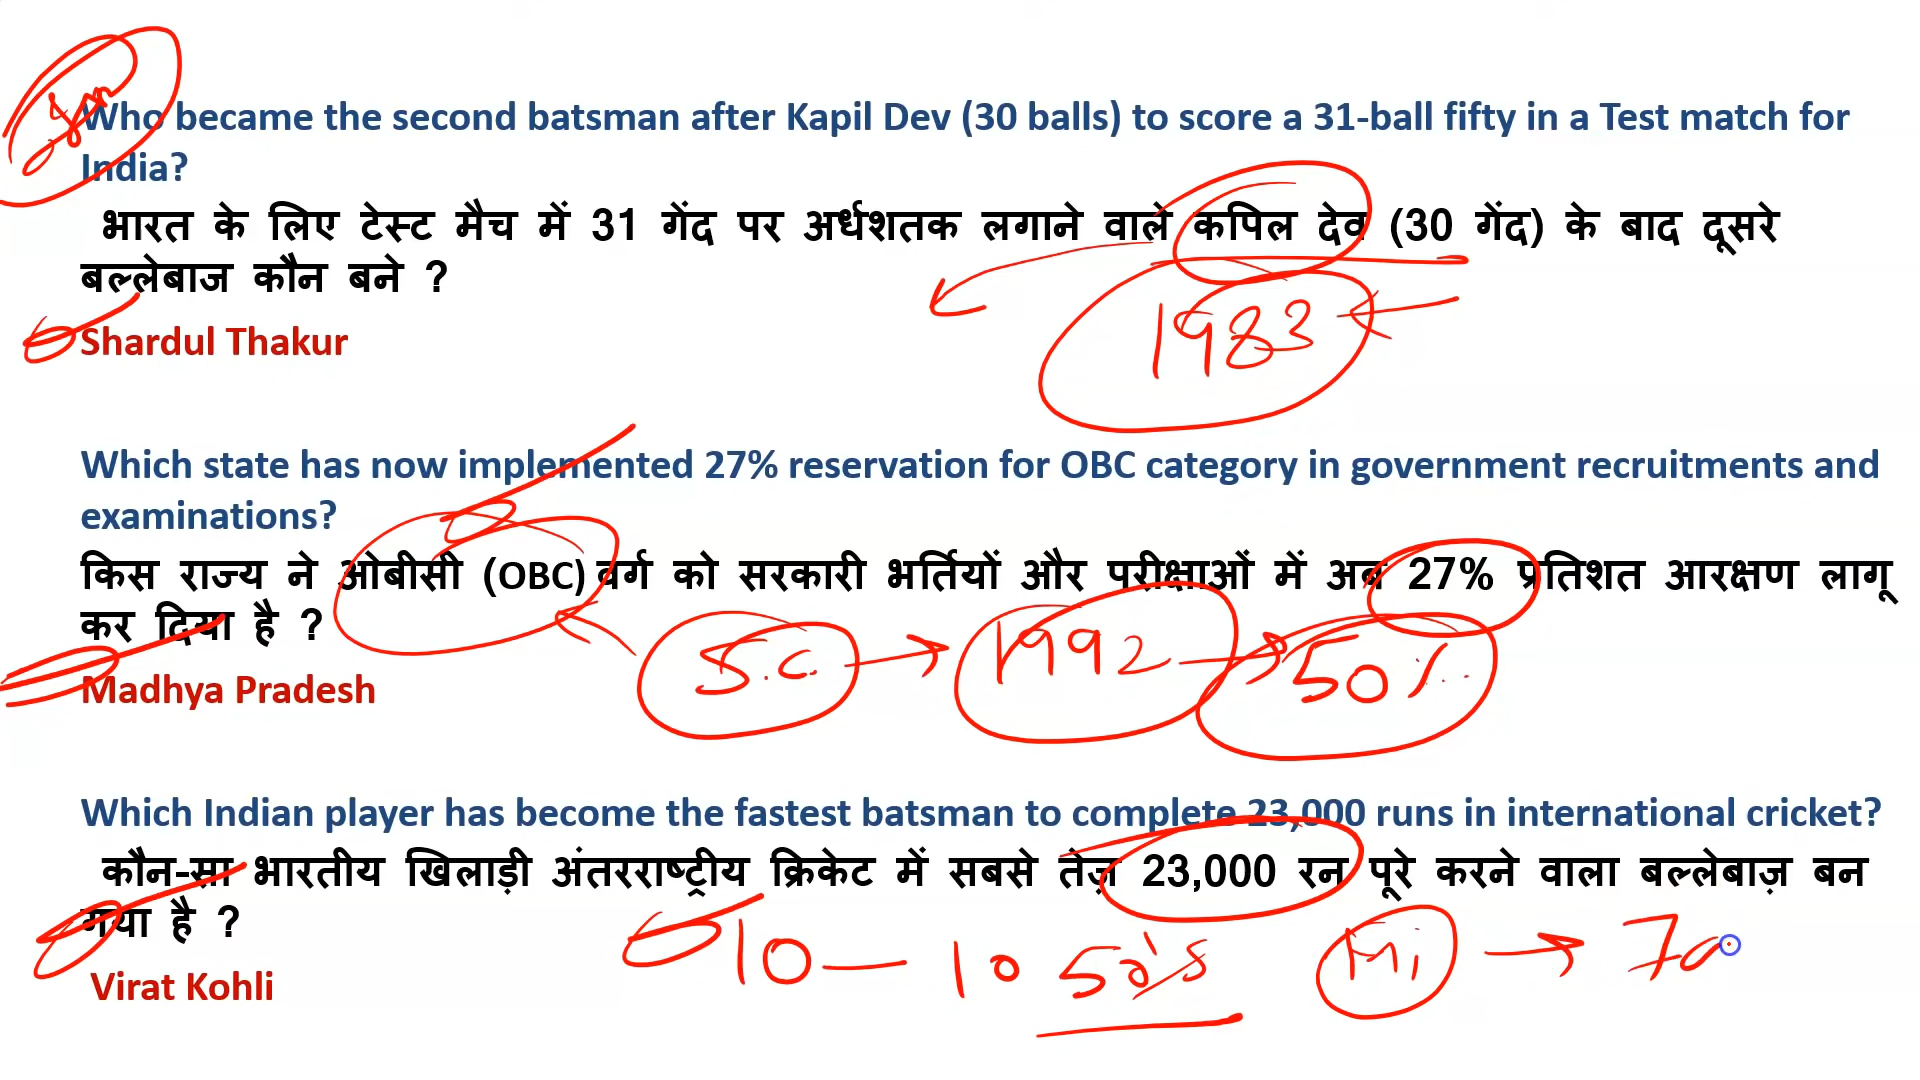 Who became the second batsman after Kapil Dev (30 balls) to score a 31-ball fifty in a Test match for
India?
भारत के लिए टेस्ट मैच में 31 गेंद पर अर्धशतक लगाने वाले कपिल देव (30 गेंद) के बाद दूसरे
बल्लेबाज कौन बने ?
1983
Shardul Thakur
Which state has now implemented 27% reservation for OBC category in government recruitments and
examinations?
किस राज्य ने ओबीसी (OBC) वर्ग को सरकारी भर्तियों और परीक्षाओं में अब 27% प्रतिशत आरक्षण लागू
कर दिया है ?
S.C. 1992 50%
Madhya Pradesh
Which Indian player has become the fastest batsman to complete 23,000 runs in international cricket?
कौन-सा भारतीय खिलाड़ी अंतरराष्ट्रीय क्रिकेट में सबसे तेज़ 23,000 रन पूरे करने वाला बल्लेबाज़ बन
गया है ?
10 — 10 50's
Virat Kohli